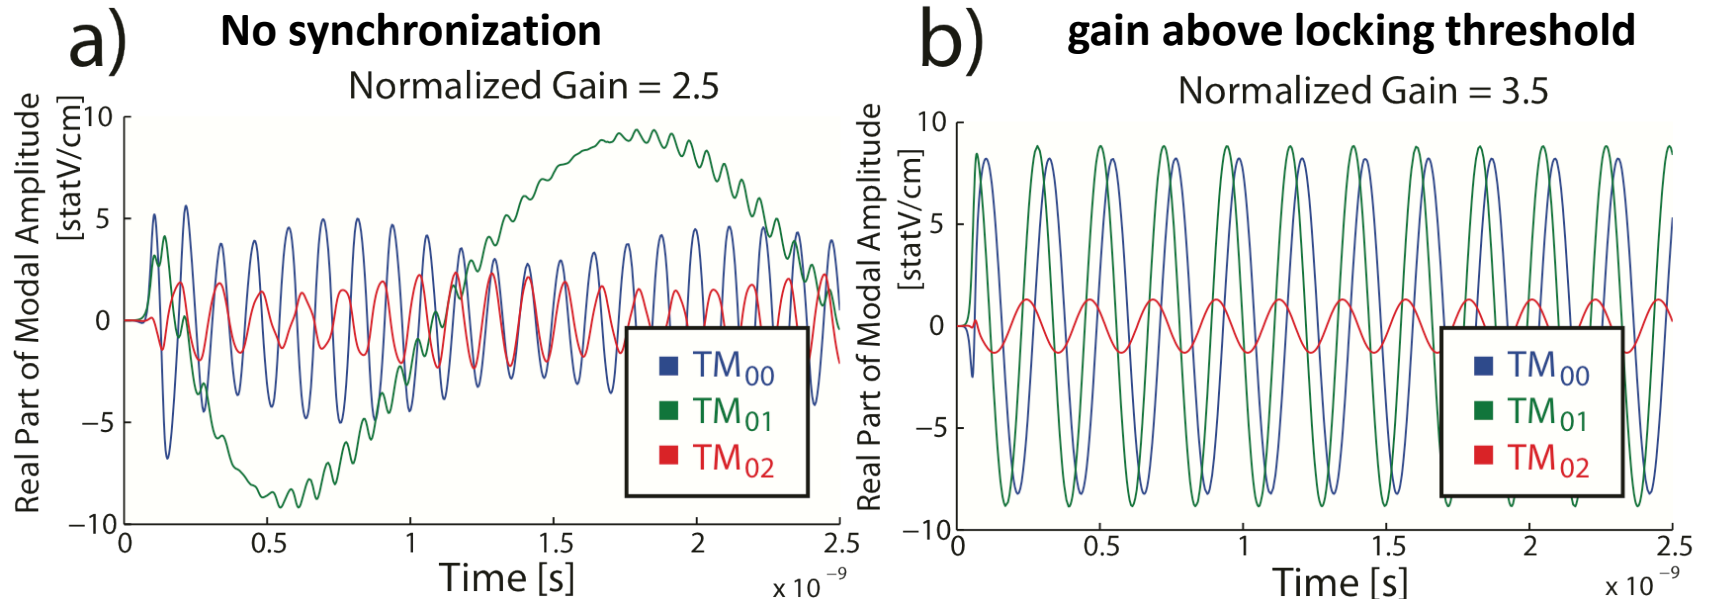 a) No synchronization
Normalized Gain = 2.5
Real Part of Modal Amplitude
[statV/cm]
10
5
0
−5
−10
0 0.5 1 1.5 2 2.5
Time [s]
x 10 −9
TM00
TM01
TM02
b) gain above locking threshold
Normalized Gain = 3.5
Real Part of Modal Amplitude
[statV/cm]
10
5
0
−5
−10
0 0.5 1 1.5 2 2.5
Time [s]
x 10 −9
TM00
TM01
TM02